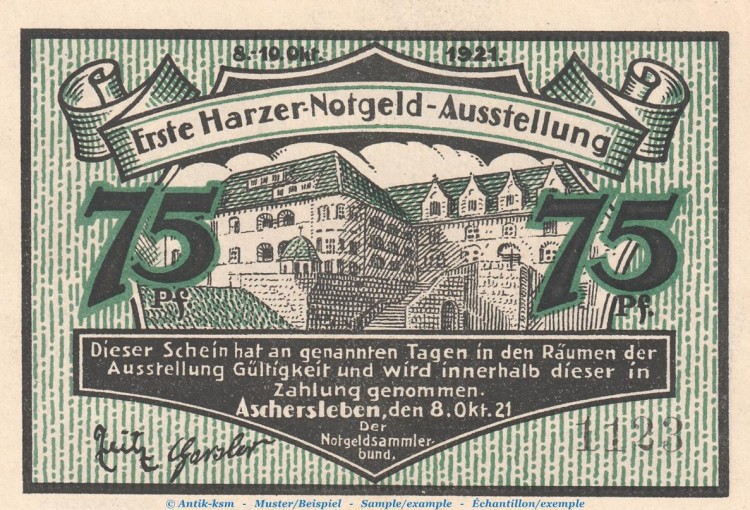 8.-10. Okt. 1921.
Erste Harzer-Notgeld-Ausstellung
75 75
Pf. Pf.
Dieser Schein hat an genannten Tagen in den Räumen der
Ausstellung Gültigkeit und wird innerhalb dieser in
Zahlung genommen.
Aschersleben, den 8. Okt. 21
Der
Notgeldsammler-
bund.
1123
© Antik-ksm - Muster/Beispiel - Sample/example - Échantillon/exemple